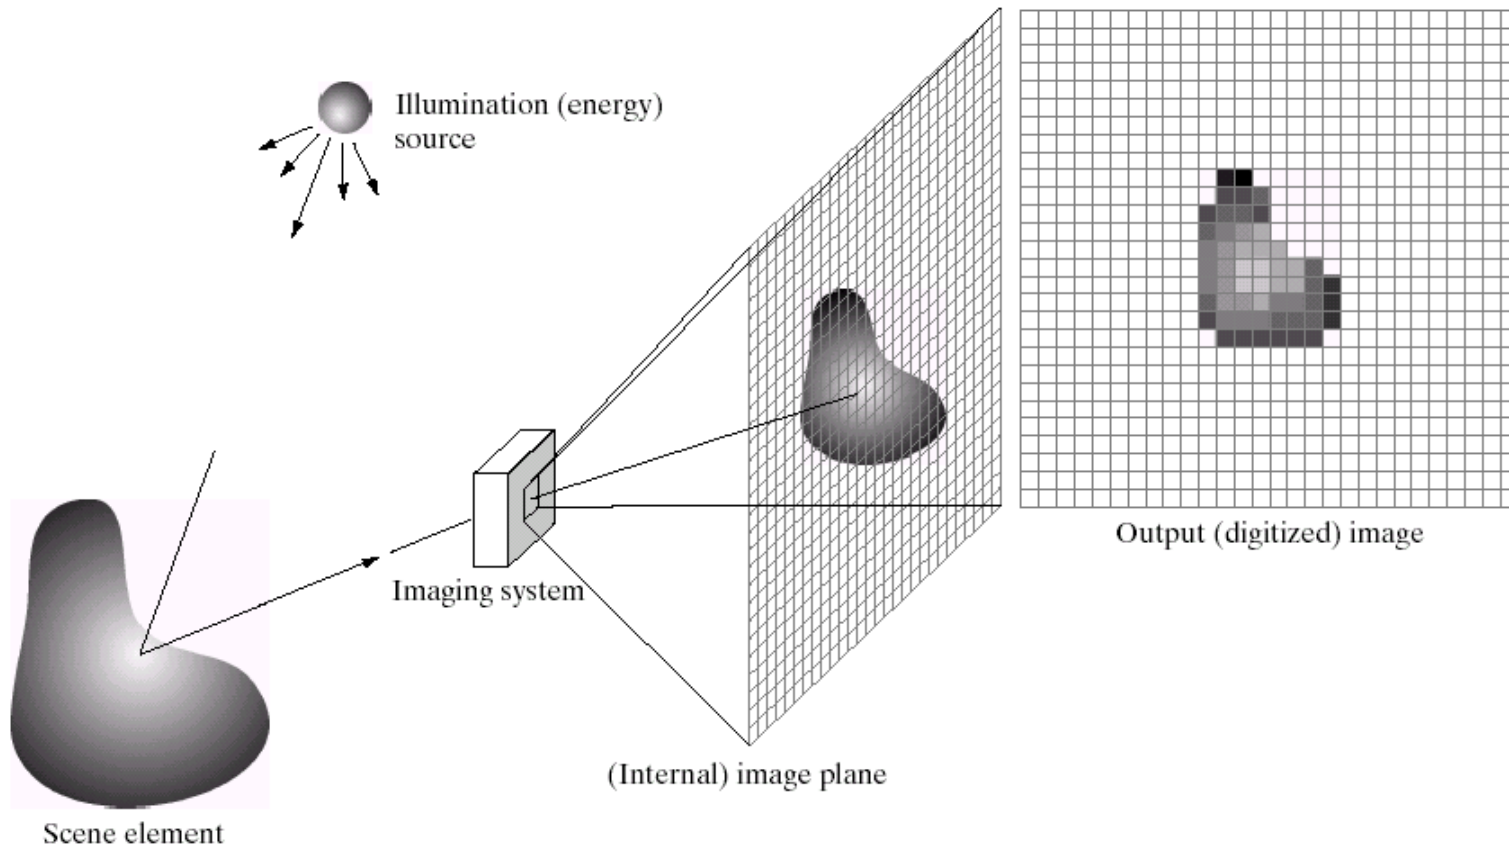 Illumination (energy)
source
Output (digitized) image
Imaging system
(Internal) image plane
Scene element